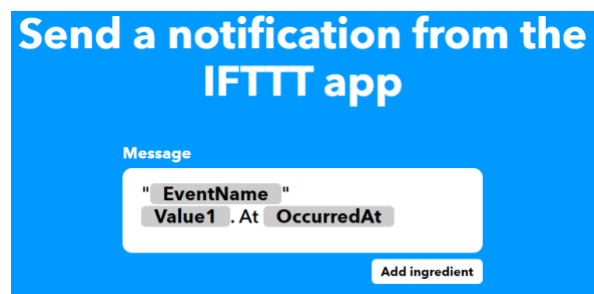 Send a notification from the
IFTTT app
Message
" EventName "
Value1 . At OccurredAt
Add ingredient